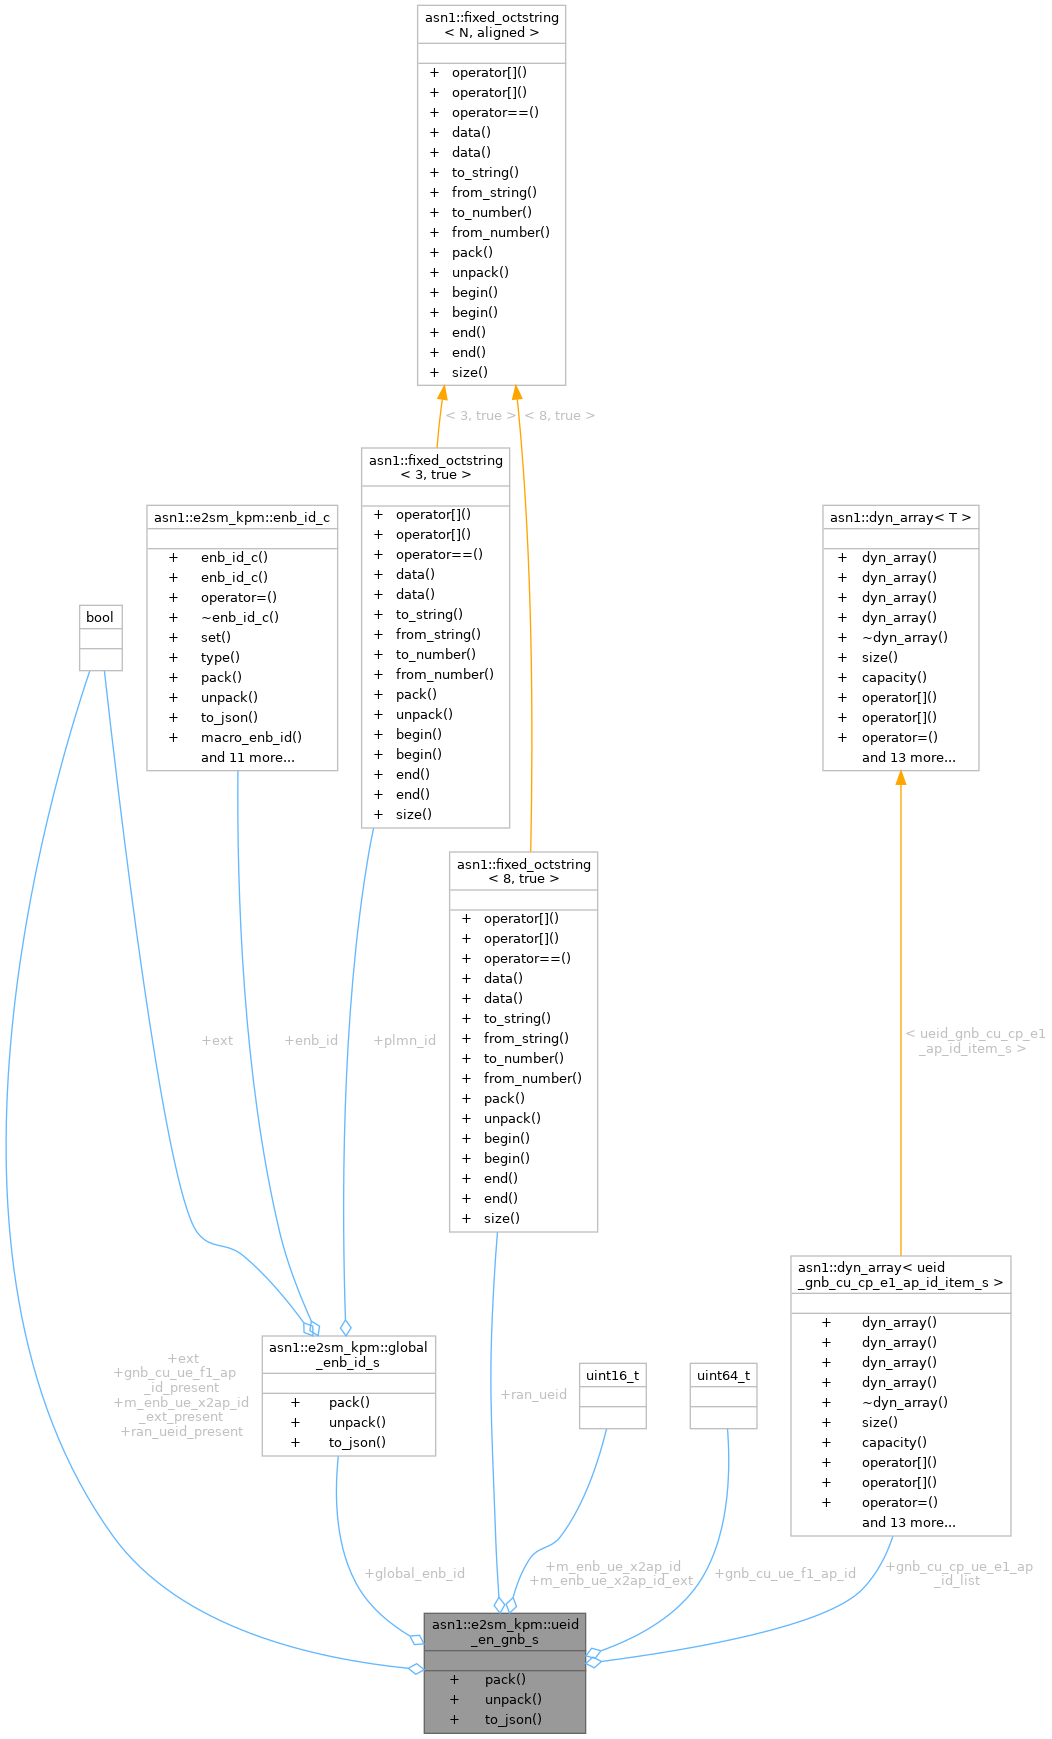 asn1::fixed_octstring
< N, aligned >
+ operator[]()
+ operator[]()
+ operator==()
+ data()
+ data()
+ to_string()
+ from_string()
+ to_number()
+ from_number()
+ pack()
+ unpack()
+ begin()
+ begin()
+ end()
+ end()
+ size()
< 3, true >
< 8, true >
asn1::fixed_octstring
< 3, true >
+ operator[]()
+ operator[]()
+ operator==()
+ data()
+ data()
+ to_string()
+ from_string()
+ to_number()
+ from_number()
+ pack()
+ unpack()
+ begin()
+ begin()
+ end()
+ end()
+ size()
asn1::e2sm_kpm::enb_id_c
+ enb_id_c()
+ enb_id_c()
+ operator=()
+ ~enb_id_c()
+ set()
+ type()
+ pack()
+ unpack()
+ to_json()
+ macro_enb_id()
and 11 more...
asn1::dyn_array< T >
+ dyn_array()
+ dyn_array()
+ dyn_array()
+ dyn_array()
+ ~dyn_array()
+ size()
+ capacity()
+ operator[]()
+ operator[]()
+ operator=()
and 13 more...
bool
asn1::fixed_octstring
< 8, true >
+ operator[]()
+ operator[]()
+ operator==()
+ data()
+ data()
+ to_string()
+ from_string()
+ to_number()
+ from_number()
+ pack()
+ unpack()
+ begin()
+ begin()
+ end()
+ end()
+ size()
+ext
+enb_id
+plmn_id
< ueid_gnb_cu_cp_e1
_ap_id_item_s >
asn1::dyn_array< ueid
_gnb_cu_cp_e1_ap_id_item_s >
+ dyn_array()
+ dyn_array()
+ dyn_array()
+ dyn_array()
+ ~dyn_array()
+ size()
+ capacity()
+ operator[]()
+ operator[]()
+ operator=()
and 13 more...
asn1::e2sm_kpm::global
_enb_id_s
+ pack()
+ unpack()
+ to_json()
+ext
+gnb_cu_ue_f1_ap
_id_present
+m_enb_ue_x2ap_id
_ext_present
+ran_ueid_present
+ran_ueid
uint16_t
uint64_t
+global_enb_id
+m_enb_ue_x2ap_id
+m_enb_ue_x2ap_id_ext
+gnb_cu_ue_f1_ap_id
+gnb_cu_cp_ue_e1_ap
_id_list
asn1::e2sm_kpm::ueid
_en_gnb_s
+ pack()
+ unpack()
+ to_json()